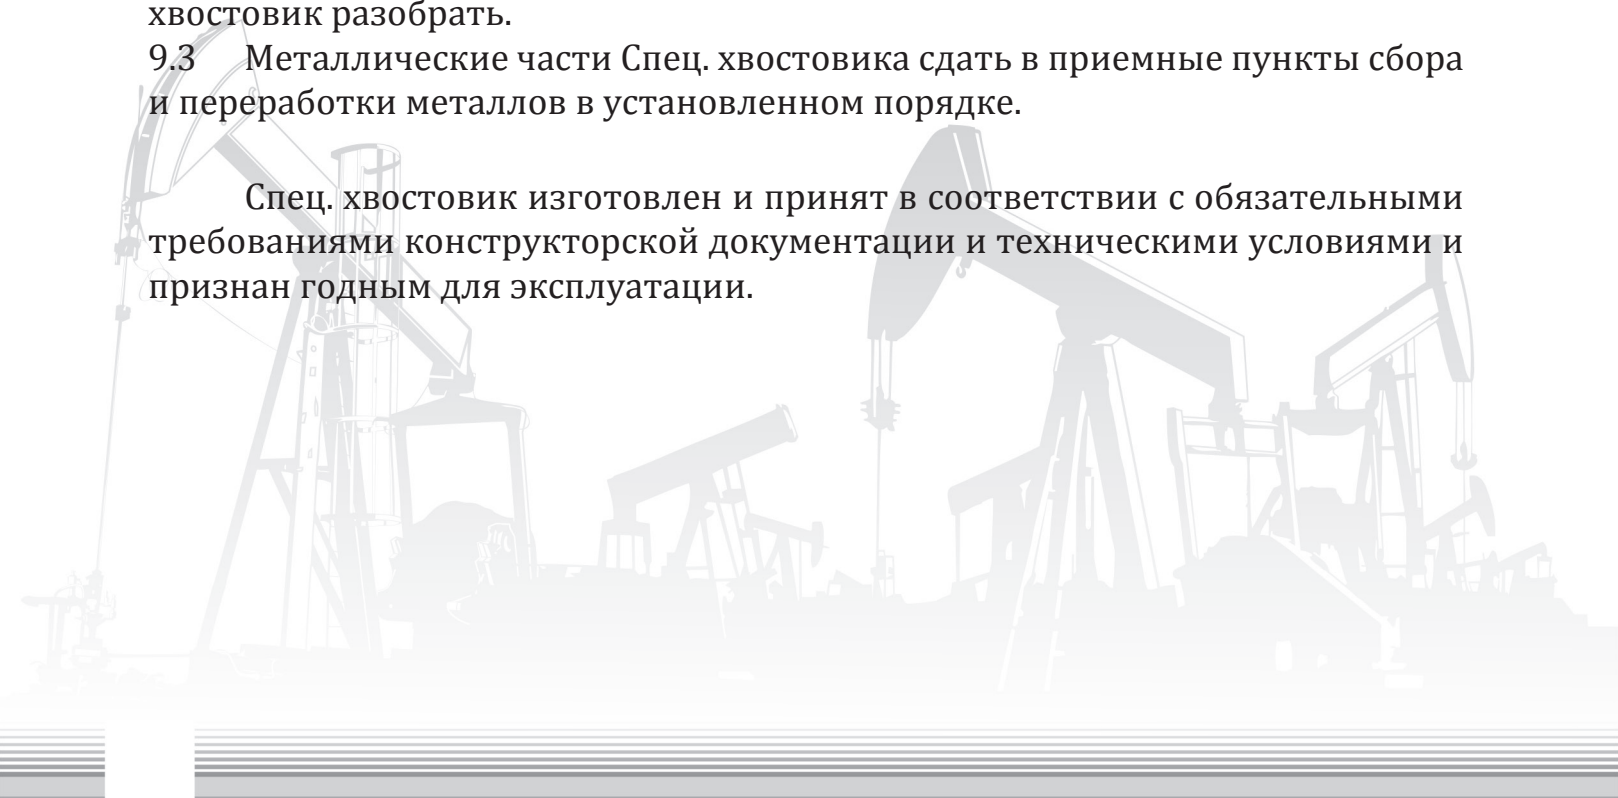 хвостовик разобрать.
9.3 Металлические части Спец. хвостовика сдать в приемные пункты сбора
и переработки металлов в установленном порядке.
Спец. хвостовик изготовлен и принят в соответствии с обязательными
требованиями конструкторской документации и техническими условиями и
признан годным для эксплуатации.